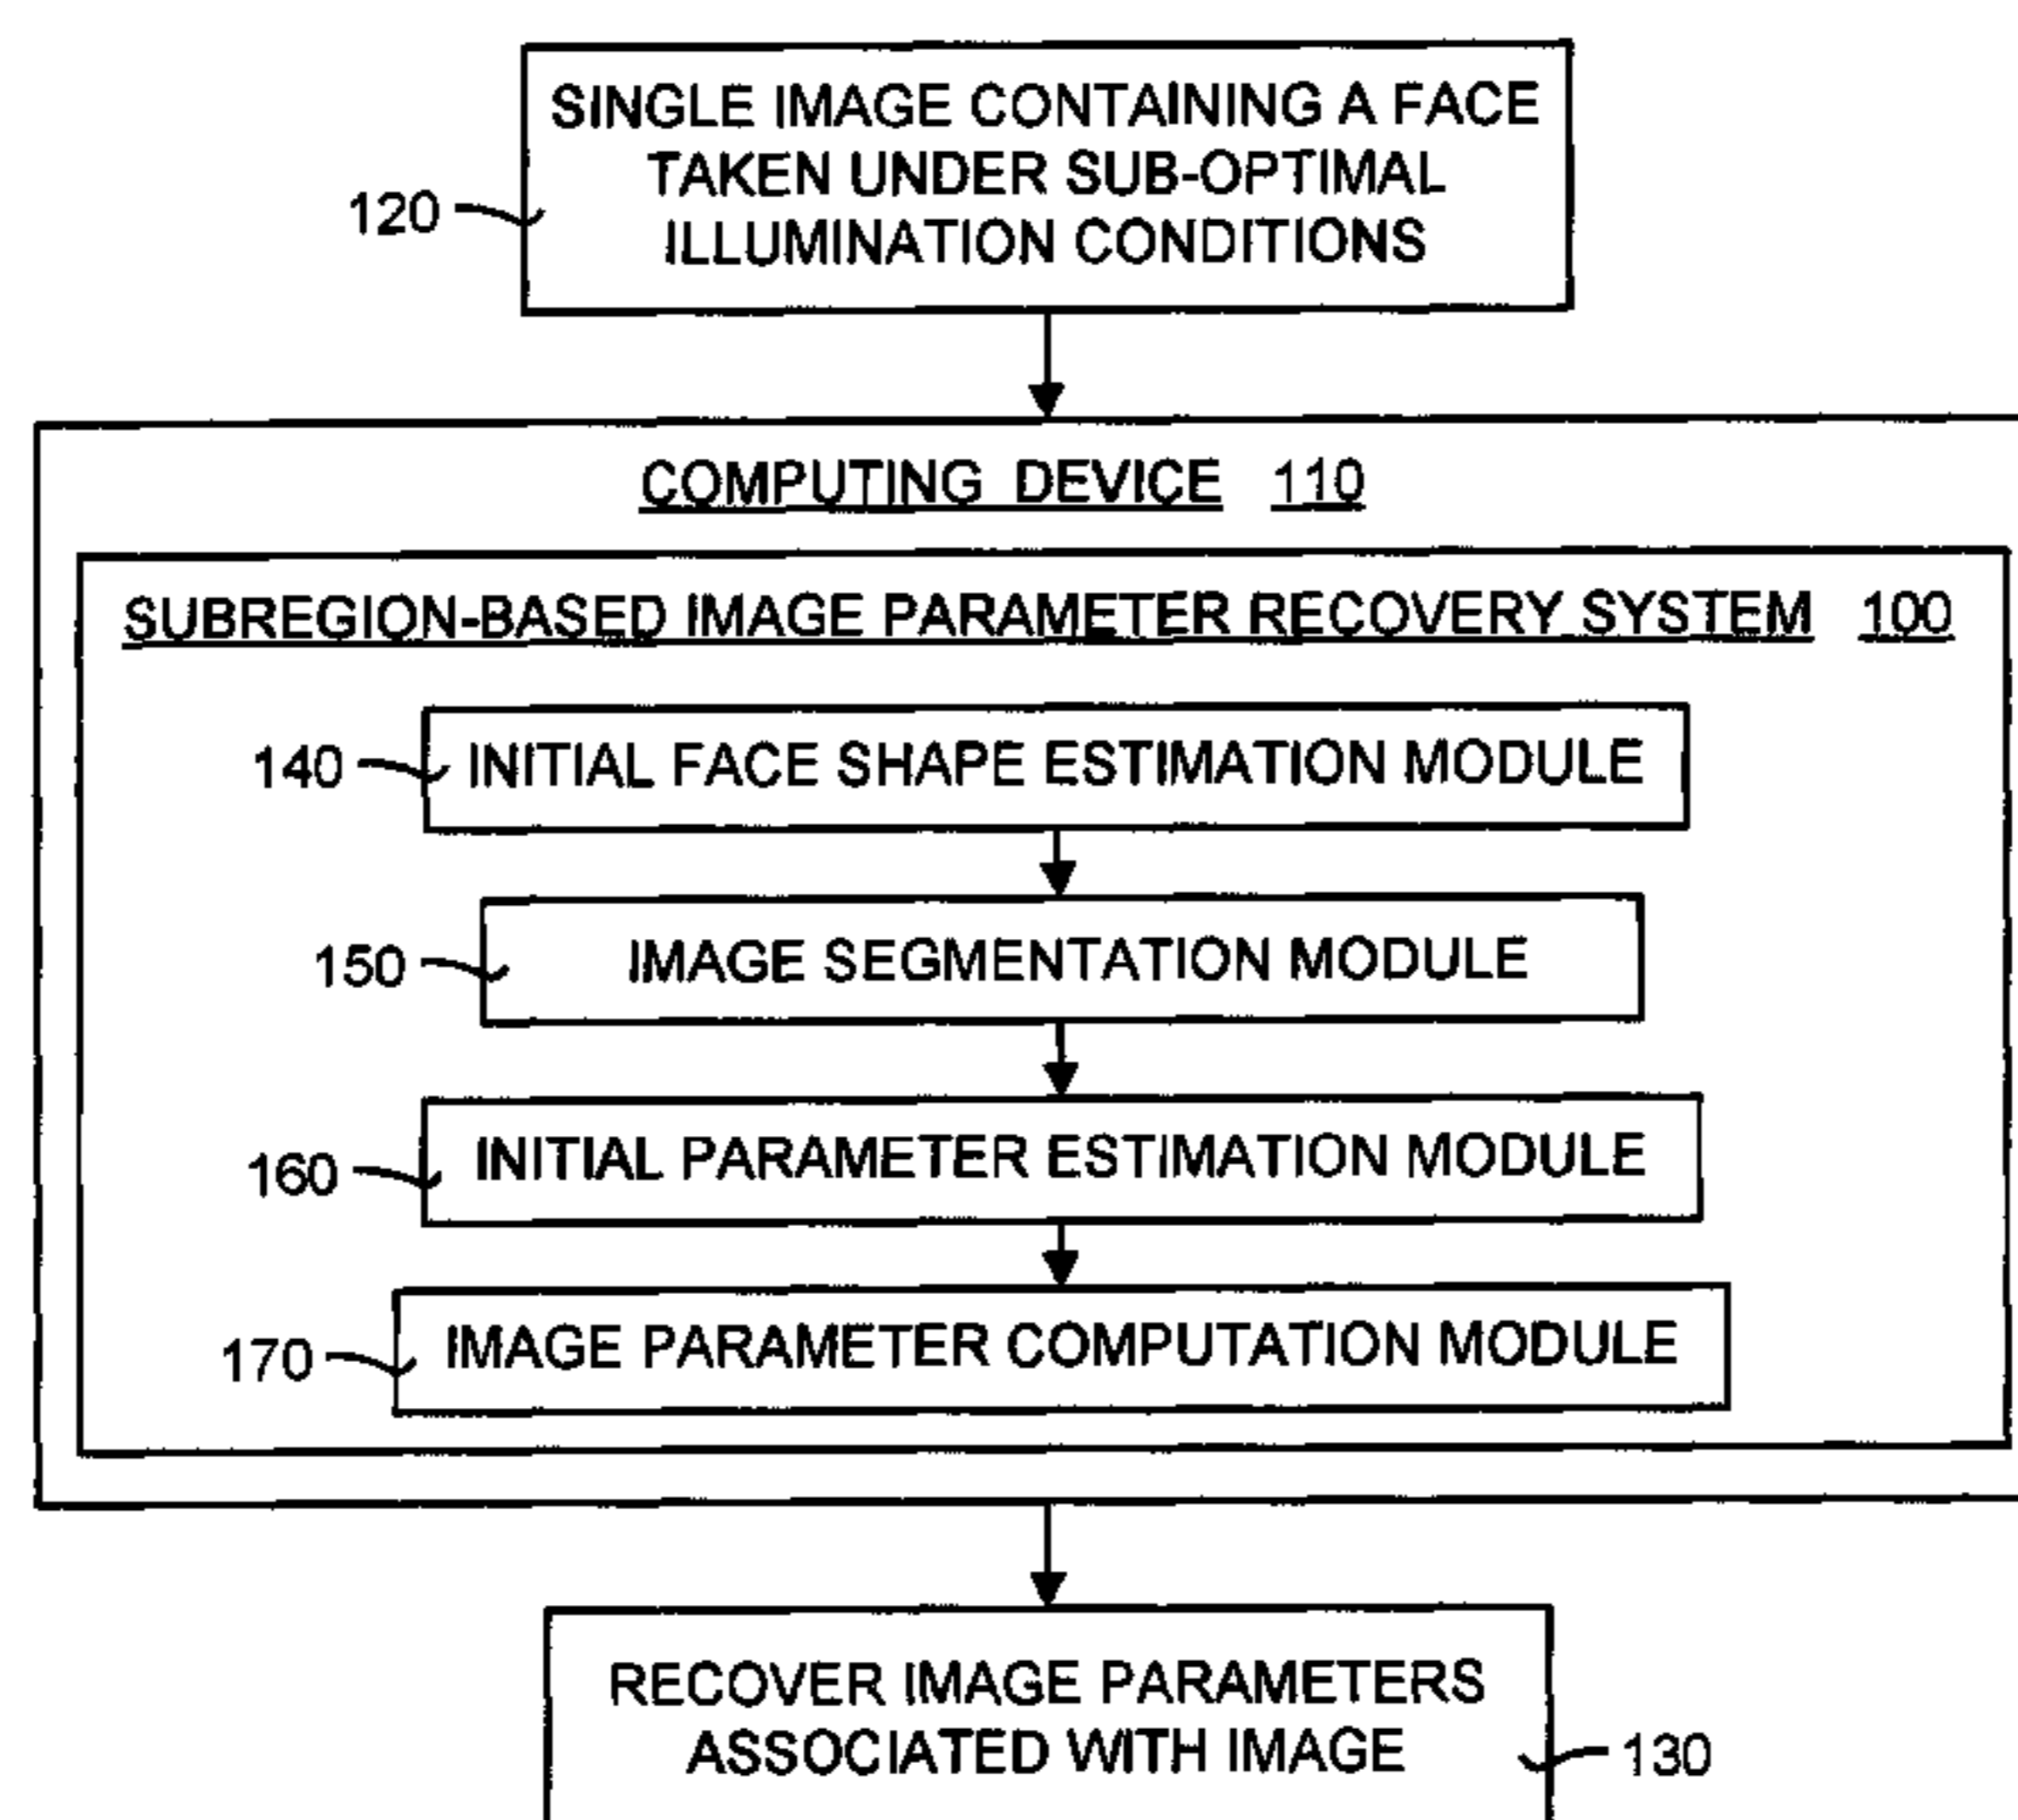 SINGLE IMAGE CONTAINING A FACE
TAKEN UNDER SUB-OPTIMAL
ILLUMINATION CONDITIONS
120
COMPUTING DEVICE 110
SUBREGION-BASED IMAGE PARAMETER RECOVERY SYSTEM 100
140 INITIAL FACE SHAPE ESTIMATION MODULE
150 IMAGE SEGMENTATION MODULE
160 INITIAL PARAMETER ESTIMATION MODULE
170 IMAGE PARAMETER COMPUTATION MODULE
RECOVER IMAGE PARAMETERS
ASSOCIATED WITH IMAGE
130